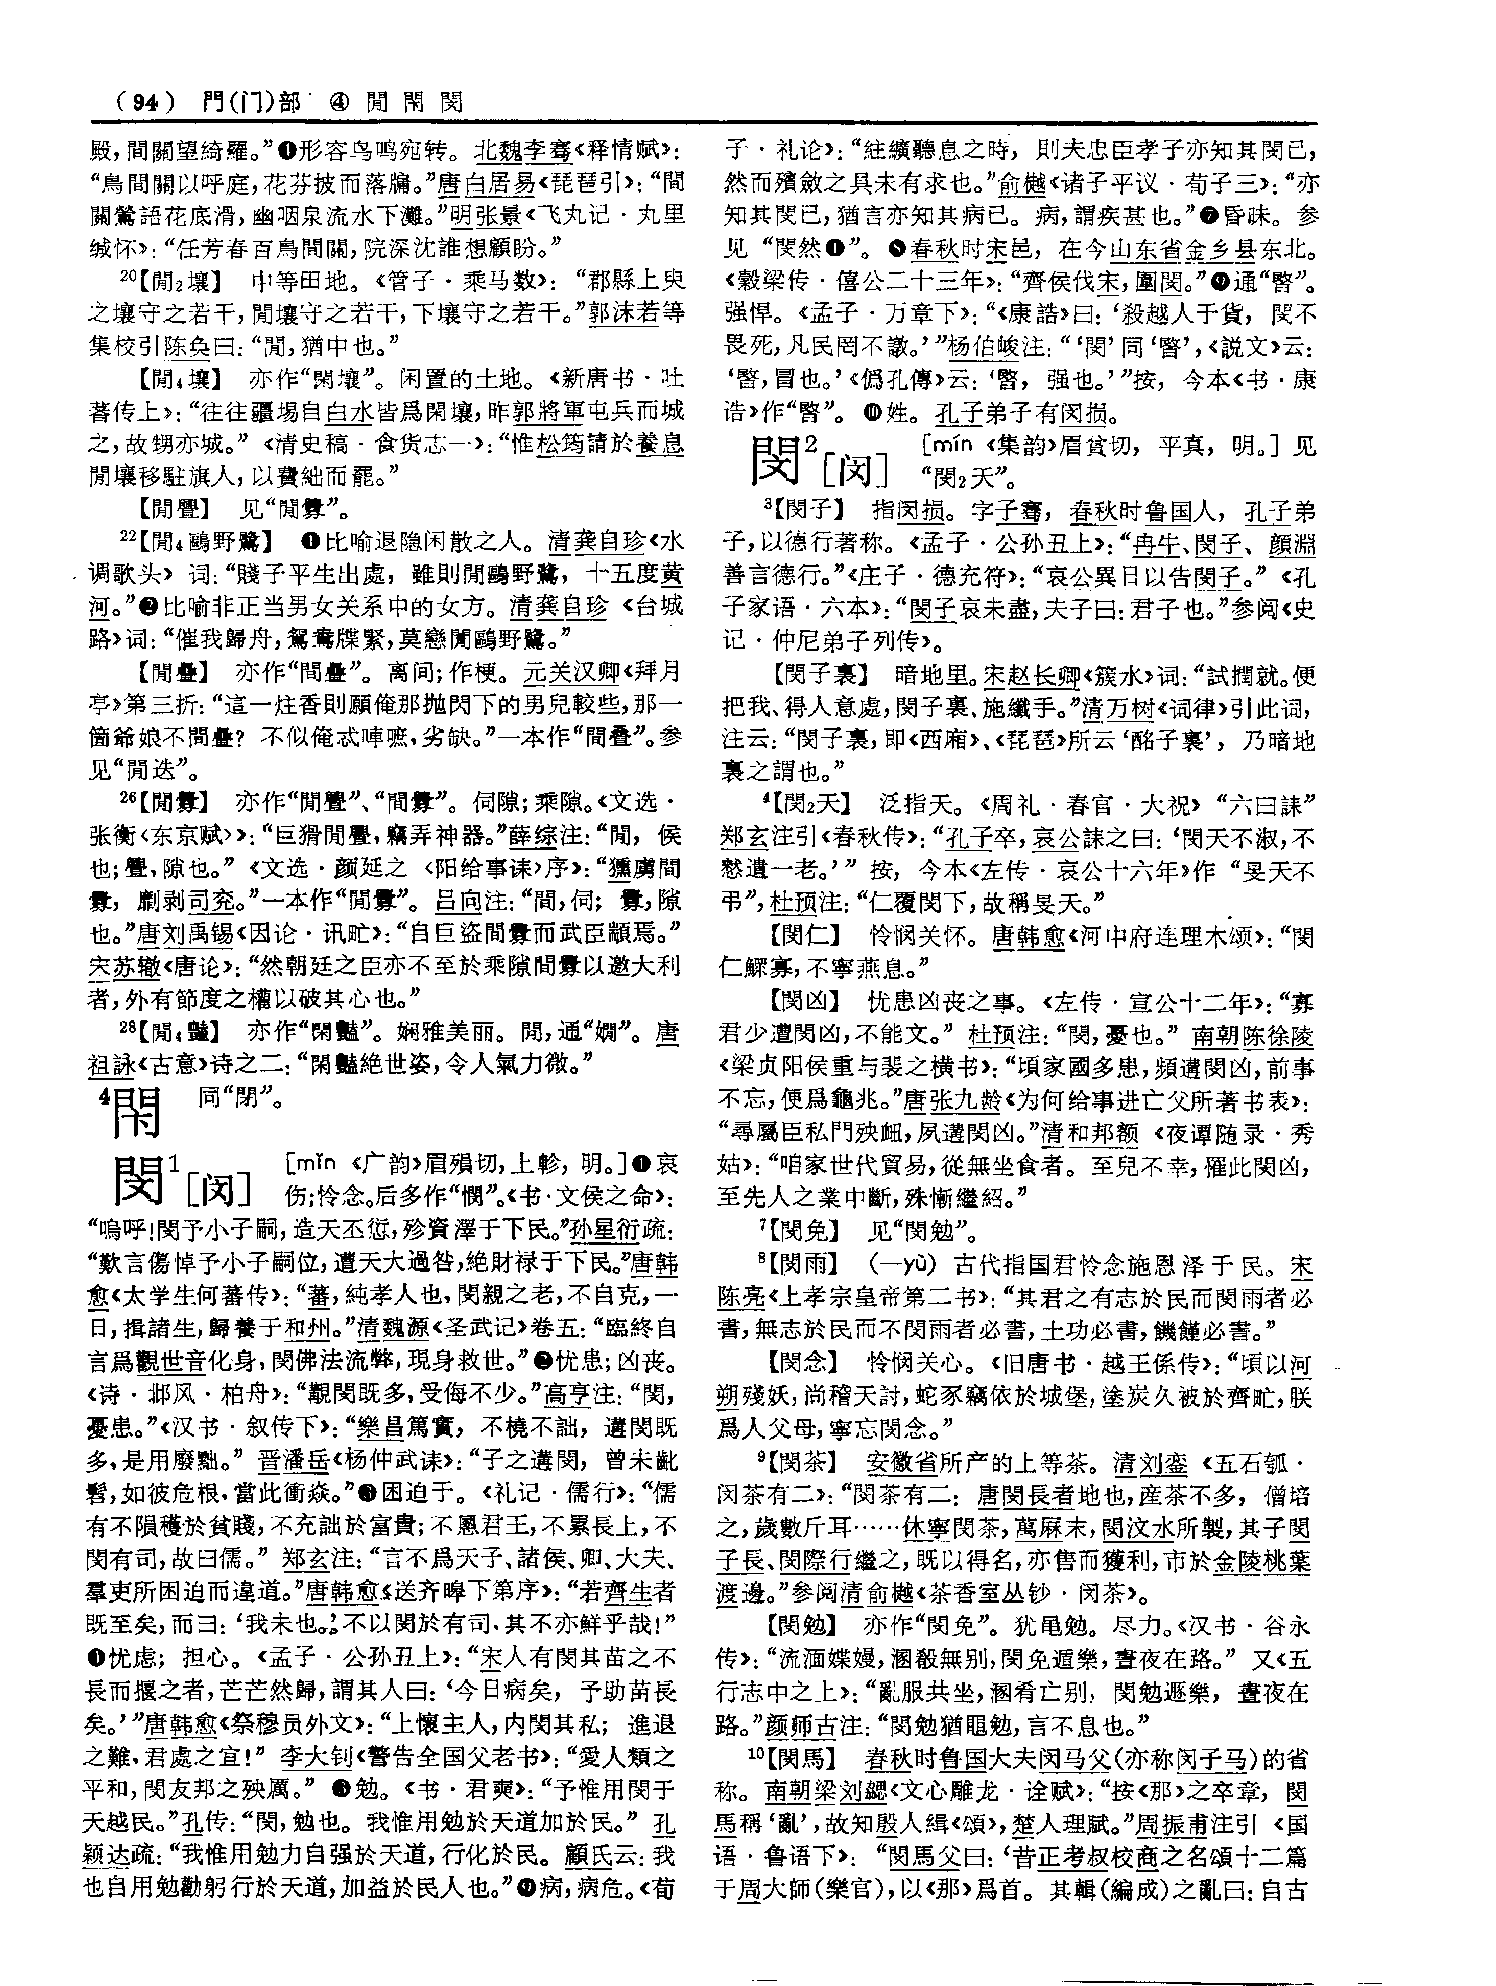 (94) 門(门)部 ④ 閒 閇 閔
殿,間關望綺羅。”❶形容鸟鸣宛转。北魏李骞《释情赋》:
“鳥間關以呼庭,花芬披而落牖。”唐白居易《琵琶引》:“間
關鶯語花底滑,幽咽泉流水下灘。”明张景《飞丸记·丸里
缄怀》:“任芳春百鳥間關,院深沈誰想顧盼。”
20【閒₂壤】 中等田地。《管子·乘马数》:“郡縣上臾
之壤守之若干,閒壤守之若干,下壤守之若干。”郭沫若等
集校引陈奂曰:“閒,猶中也。”
【閒₄壤】 亦作“閑壤”。闲置的土地。《新唐书·吐
蕃传上》:“往往疆埸自白水皆爲閑壤,昨郭將軍屯兵而城
之,故甥亦城。”《清史稿·食货志一》:“惟松筠請於養息
閒壤移駐旗人,以費絀而罷。”
【閒舋】 见“閒釁”。
22【閒₄鷗野鷺】 ❶比喻退隐闲散之人。清龚自珍《水
调歌头》词:“賤子平生出處,雖則閒鷗野鷺,十五度黄
河。”❷比喻非正当男女关系中的女方。清龚自珍《台城
路》词:“催我歸舟,鴛鴦牒緊,莫戀閒鷗野鷺。”
【閒疊】 亦作“間疊”。离间;作梗。元关汉卿《拜月
亭》第三折:“這一炷香則願俺那抛閃下的男兒較些,那一
箇爺娘不間疊?不似俺忒㖓嗻,劣缺。”一本作“間叠”。参
见“閒迭”。
26【閒釁】 亦作“閒舋”、“間釁”。伺隙;乘隙。《文选·
张衡〈东京赋〉》:“巨猾閒舋,竊弄神器。”薛综注:“閒,候
也;舋,隙也。”《文选·颜延之〈阳给事诔〉序》:“獯虜間
釁,劘剥司兖。”一本作“閒釁”。吕向注:“間,伺;釁,隙
也。”唐刘禹锡《因论·讯甿》:“自巨盗間釁而武臣顓焉。”
宋苏辙《唐论》:“然朝廷之臣亦不至於乘隙間釁以邀大利
者,外有節度之權以破其心也。”
28【閒₄豔】 亦作“閑豔”。娴雅美丽。閒,通“嫺”。唐
祖詠《古意》诗之二:“閑豔絶世姿,令人氣力微。”
4閇 同“閉”。
閔1[闵] [mǐn《广韵》眉殞切,上軫,明。]❶哀
伤;怜念。后多作“憫”。《书·文侯之命》:
“嗚呼!閔予小子嗣,造天丕愆,殄資澤于下民。”孙星衍疏:
“歎言傷悼予小子嗣位,遭天大過咎,絶財禄于下民。”唐韩
愈《太学生何蕃传》:“蕃,純孝人也,閔親之老,不自克,一
日,揖諸生,歸養于和州。”清魏源《圣武记》卷五:“臨終自
言爲觀世音化身,閔佛法流弊,現身救世。”❷忧患;凶丧。
《诗·邶风·柏舟》:“覯閔既多,受侮不少。”高亨注:“閔,
憂患。”《汉书·叙传下》:“樂昌篤實,不橈不詘,遘閔既
多,是用廢黜。”晋潘岳《杨仲武诔》:“子之遘閔,曾未齔
髫,如彼危根,當此衝焱。”❸困迫于。《礼记·儒行》:“儒
有不隕穫於貧賤,不充詘於富貴;不慁君王,不累長上,不
閔有司,故曰儒。”郑玄注:“言不爲天子、諸侯、卿、大夫、
羣吏所困迫而違道。”唐韩愈《送齐暤下第序》:“若齊生者
既至矣,而曰:‘我未也。’不以閔於有司,其不亦鮮乎哉!”
❹忧虑;担心。《孟子·公孙丑上》:“宋人有閔其苗之不
長而揠之者,芒芒然歸,謂其人曰:‘今日病矣,予助苗長
矣。’”唐韩愈《祭穆员外文》:“上懷主人,内閔其私;進退
之難,君處之宜!”李大钊《警告全国父老书》:“愛人類之
平和,閔友邦之殃厲。”❺勉。《书·君奭》:“予惟用閔于
天越民。”孔传:“閔,勉也。我惟用勉於天道加於民。”孔
颖达疏:“我惟用勉力自强於天道,行化於民。顧氏云:我
也自用勉勸躬行於天道,加益於民人也。”❻病,病危。《荀
子·礼论》:“紸纊聽息之時,則夫忠臣孝子亦知其閔已,
然而殯斂之具未有求也。”俞樾《诸子平议·荀子三》:“亦
知其閔已,猶言亦知其病已。病,謂疾甚也。”❼昏昧。参
见“閔然❶”。❽春秋时宋邑,在今山东省金乡县东北。
《穀梁传·僖公二十三年》:“齊侯伐宋,圍閔。”❾通“暋”。
强悍。《孟子·万章下》:“《康誥》曰:‘殺越人于貨,閔不
畏死,凡民罔不譈。’”杨伯峻注:“‘閔’同‘暋’,《説文》云:
‘暋,冒也。’《僞孔傳》云:‘暋,强也。’”按,今本《书·康
诰》作“暋”。❿姓。孔子弟子有闵损。
閔2[闵] [mín《集韵》眉贫切,平真,明。]见
“閔₂天”。
3【閔子】 指闵损。字子骞,春秋时鲁国人,孔子弟
子,以德行著称。《孟子·公孙丑上》:“冉牛、閔子、顔淵
善言德行。”《庄子·德充符》:“哀公異日以告閔子。”《孔
子家语·六本》:“閔子哀未盡,夫子曰:君子也。”参阅《史
记·仲尼弟子列传》。
【閔子裏】 暗地里。宋赵长卿《簇水》词:“試撋就。便
把我、得人意處,閔子裏、施纖手。”清万树《词律》引此词,
注云:“閔子裏,即《西廂》、《琵琶》所云‘酩子裏’,乃暗地
裏之謂也。”
4【閔₂天】 泛指天。《周礼·春官·大祝》“六曰誄”
郑玄注引《春秋传》:“孔子卒,哀公誄之曰:‘閔天不淑,不
憖遺一老。’”按,今本《左传·哀公十六年》作“旻天不
弔”,杜预注:“仁覆閔下,故稱旻天。”
【閔仁】 怜悯关怀。唐韩愈《河中府连理木颂》:“閔
仁鰥寡,不寧燕息。”
【閔凶】 忧患凶丧之事。《左传·宣公十二年》:“寡
君少遭閔凶,不能文。”杜预注:“閔,憂也。”南朝陈徐陵
《梁贞阳侯重与裴之横书》:“頃家國多患,頻遘閔凶,前事
不忘,便爲龜兆。”唐张九龄《为何给事进亡父所著书表》:
“尋屬臣私門殃衄,夙遘閔凶。”清和邦额《夜谭随录·秀
姑》:“咱家世代貿易,從無坐食者。至兒不幸,罹此閔凶,
至先人之業中斷,殊慚繼紹。”
7【閔免】 见“閔勉”。
8【閔雨】 (—yǔ) 古代指国君怜念施恩泽于民。宋
陈亮《上孝宗皇帝第二书》:“其君之有志於民而閔雨者必
書,無志於民而不閔雨者必書,土功必書,饑饉必書。”
【閔念】 怜悯关心。《旧唐书·越王係传》:“頃以河
朔殘妖,尚稽天討,蛇豕竊依於城堡,塗炭久被於齊甿,朕
爲人父母,寧忘閔念。”
9【閔茶】 安徽省所产的上等茶。清刘銮《五石瓠·
闵茶有二》:“閔茶有二:唐閔長者地也,産茶不多,僧培
之,歲數斤耳……休寧閔茶,萬厤末,閔汶水所製,其子閔
子長、閔際行繼之,既以得名,亦售而獲利,市於金陵桃葉
渡邊。”参阅清俞樾《茶香室丛钞·闵茶》。
【閔勉】 亦作“閔免”。犹黾勉。尽力。《汉书·谷永
传》:“流湎媟嫚,溷殽無别,閔免遁樂,晝夜在路。”又《五
行志中之上》:“亂服共坐,溷肴亡别,閔勉遯樂,晝夜在
路。”颜师古注:“閔勉猶黽勉,言不息也。”
10【閔馬】 春秋时鲁国大夫闵马父(亦称闵子马)的省
称。南朝梁刘勰《文心雕龙·诠赋》:“按《那》之卒章,閔
馬稱‘亂’,故知殷人緝《頌》,楚人理賦。”周振甫注引《国
语·鲁语下》:“閔馬父曰:‘昔正考叔校商之名頌十二篇
于周大師(樂官),以《那》爲首。其輯(編成)之亂曰:自古